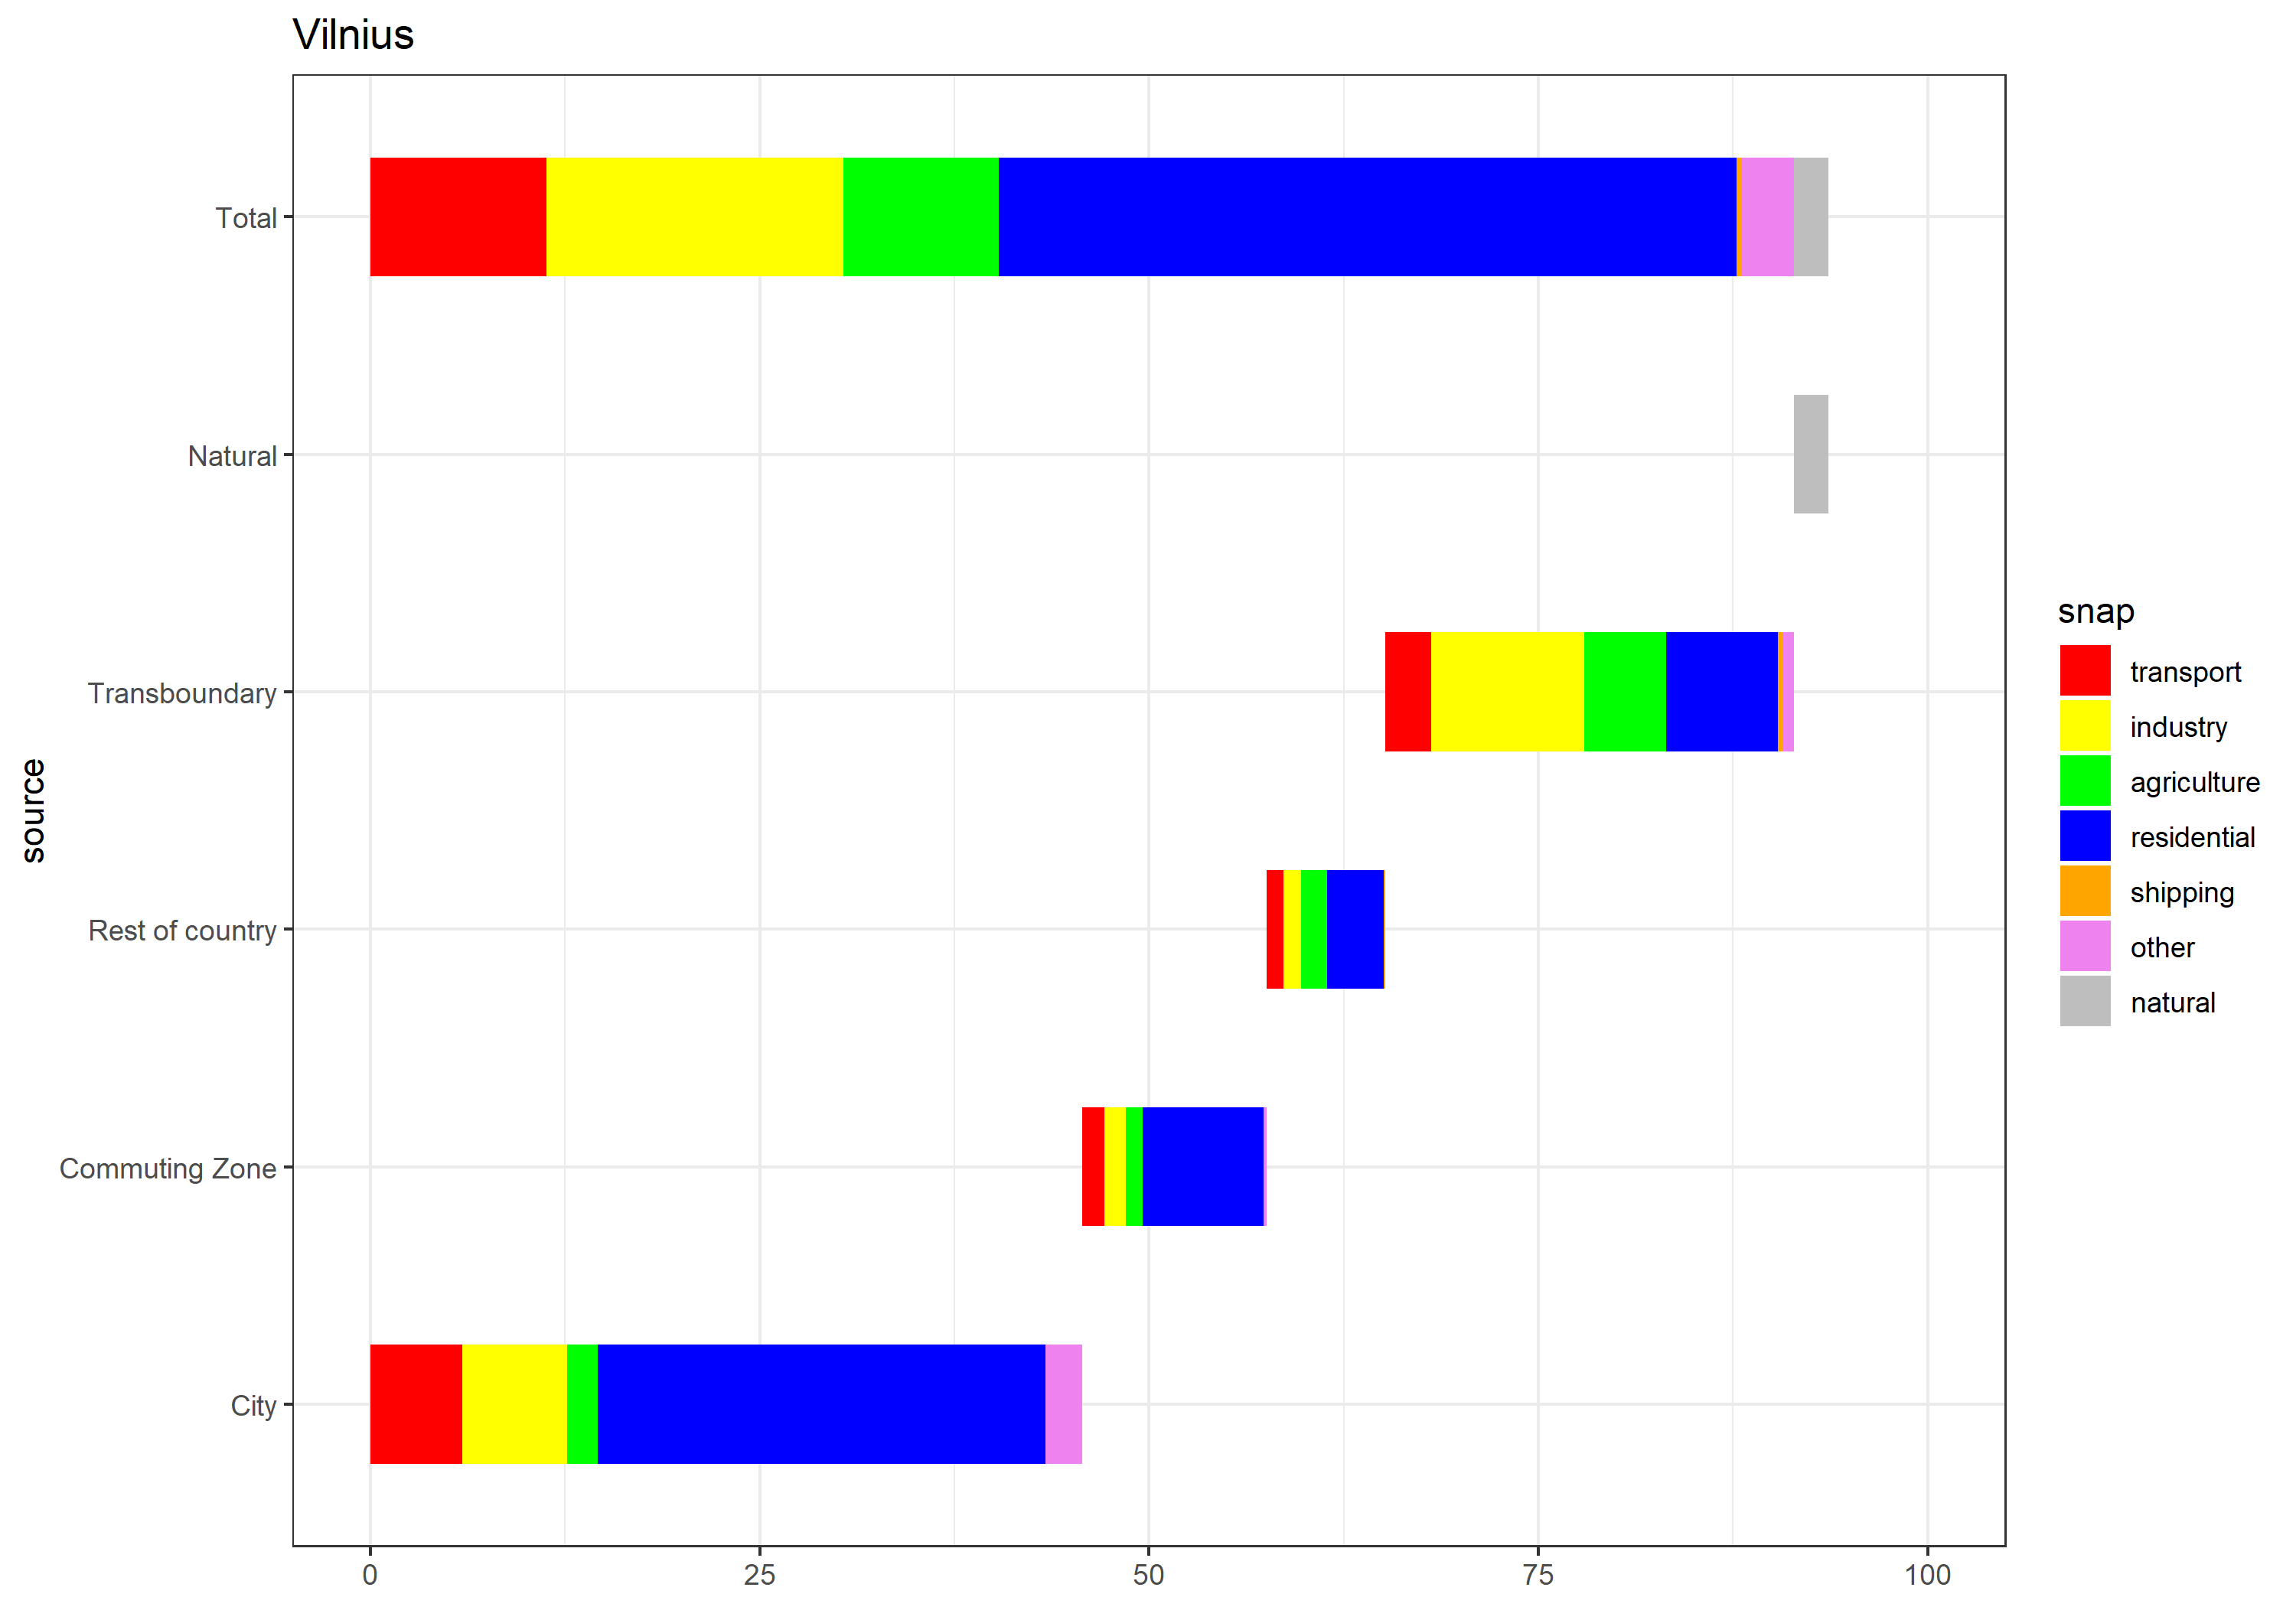 Vilnius
source
Total
Natural
Transboundary
Rest of country
Commuting Zone
City
0 25 50 75 100
snap
transport
industry
agriculture
residential
shipping
other
natural